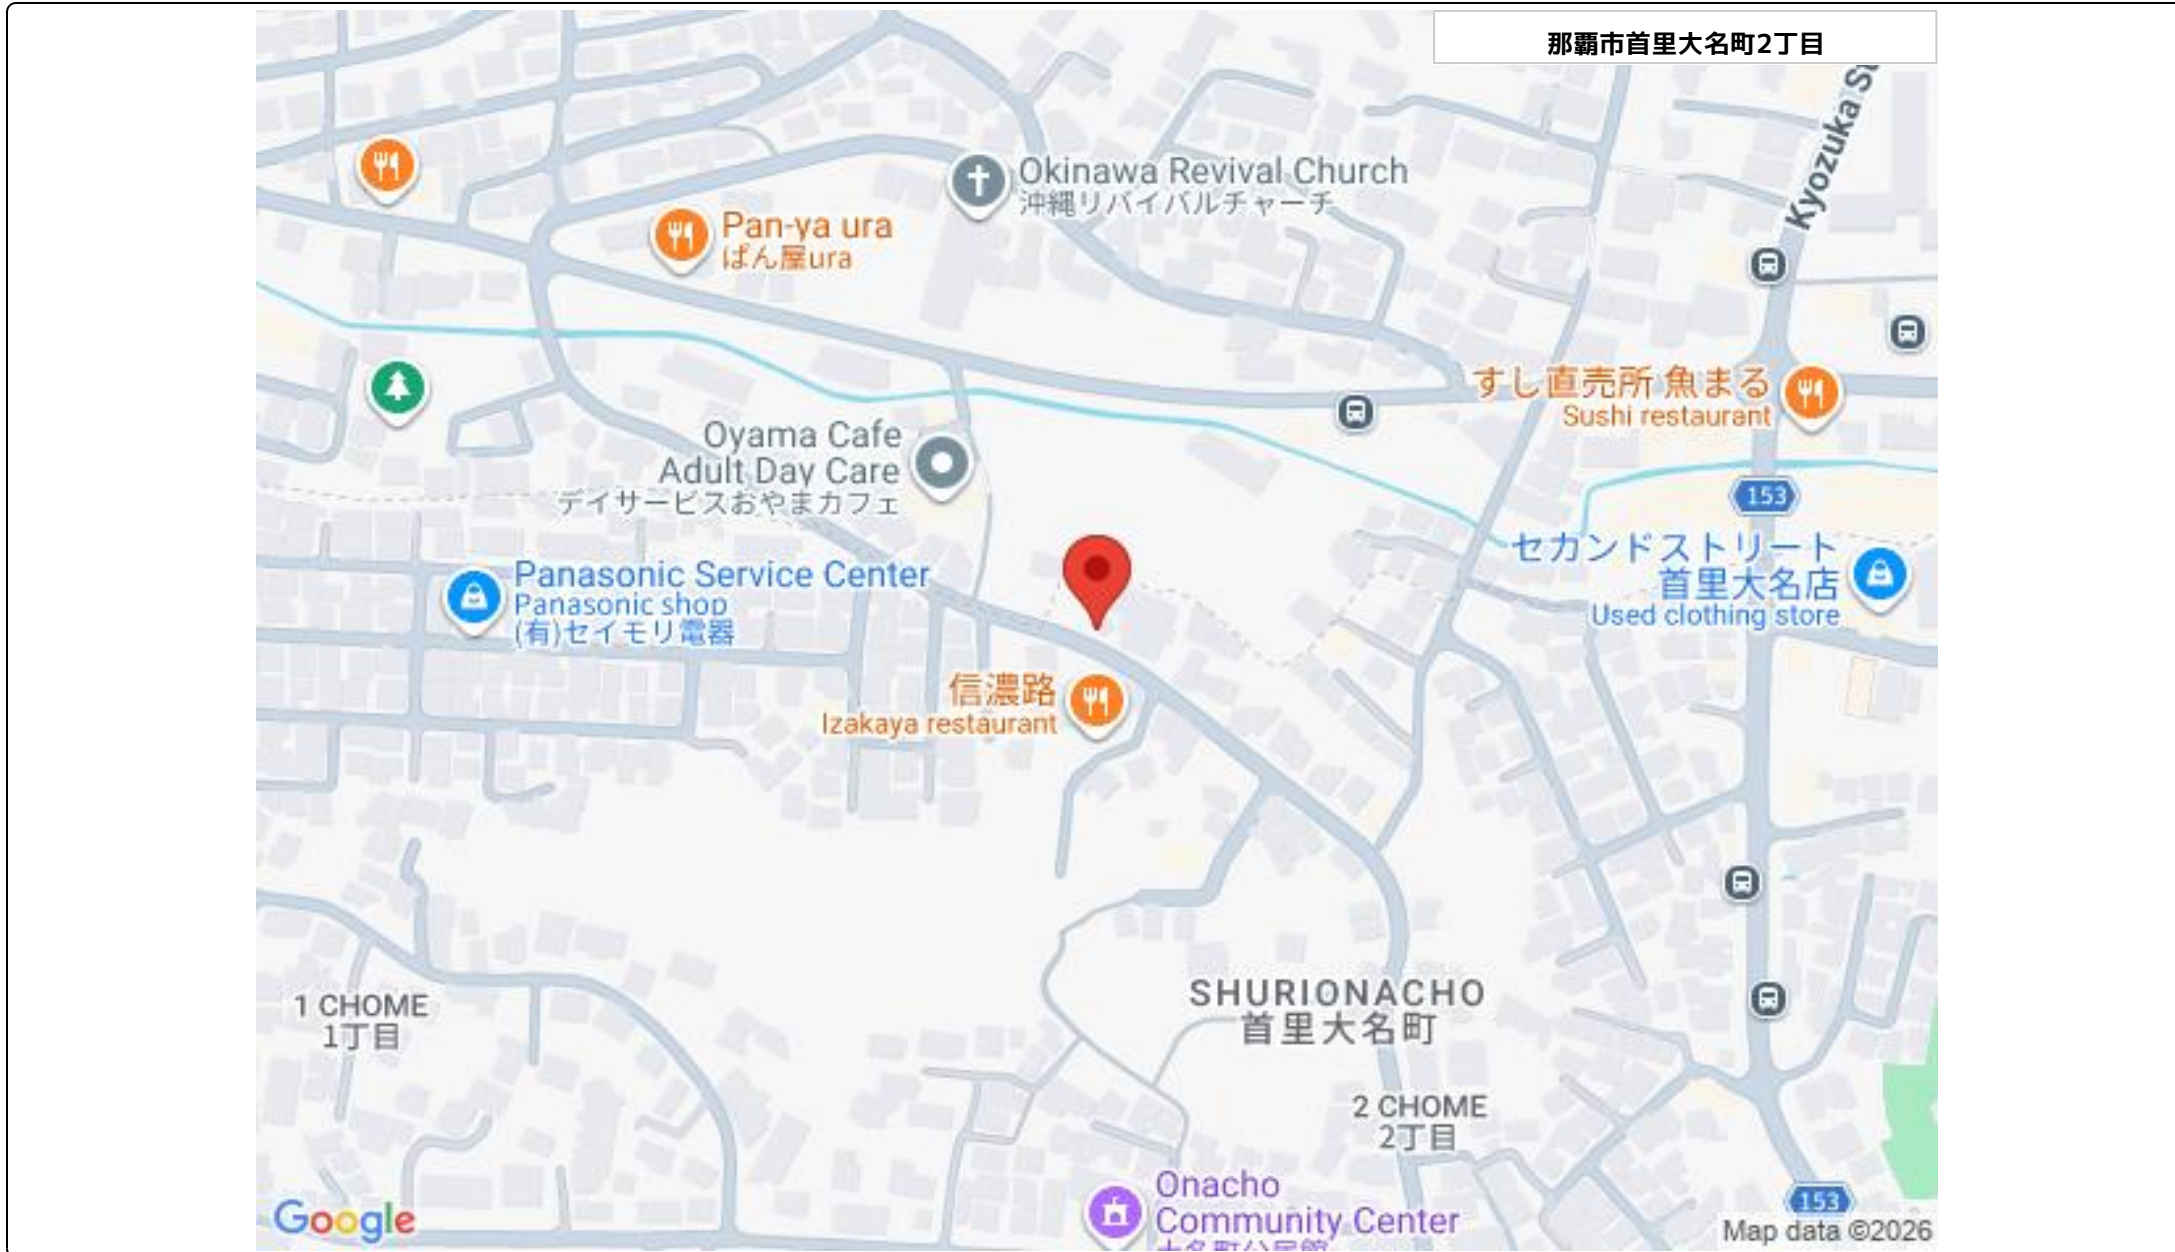 那覇市首里大名町2丁目
Kyozuka St
Okinawa Revival Church
沖縄リバイバルチャーチ
Pan-ya ura
ぱん屋ura
すし直売所 魚まる
Sushi restaurant
Oyama Cafe
Adult Day Care
デイサービスおやまカフェ
153
セカンドストリート
首里大名店
Used clothing store
Panasonic Service Center
Panasonic shop
(有)セイモリ電器
信濃路
Izakaya restaurant
SHURIONACHO
首里大名町
1 CHOME
1丁目
2 CHOME
2丁目
Onacho
Community Center
153
Google
Map data ©2026